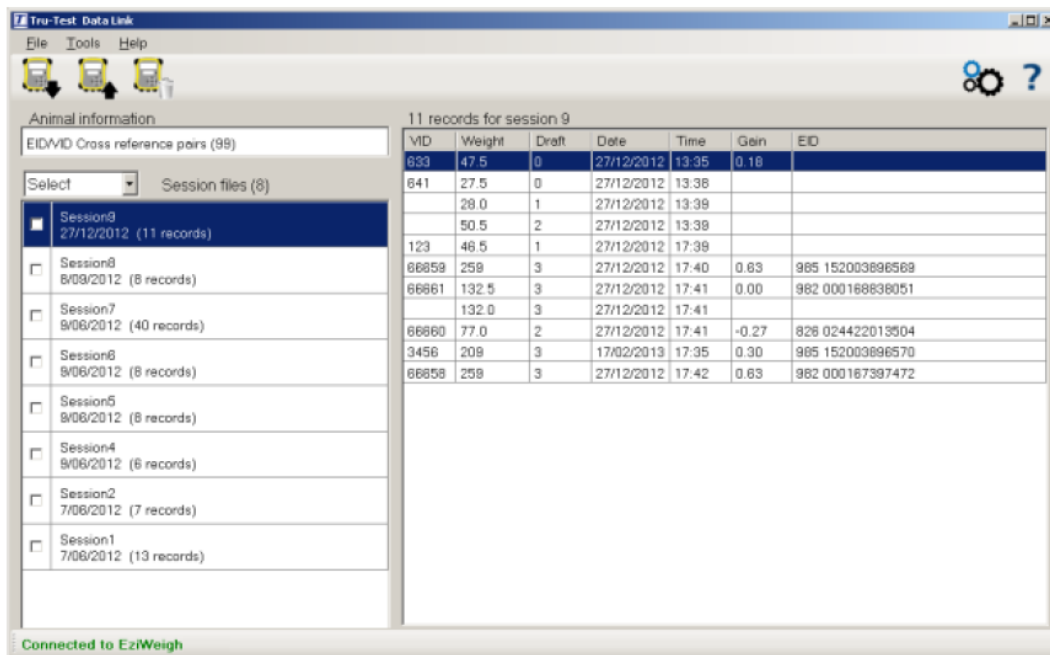 Tru-Test Data Link
File Tools Help
Animal information
EID/VID Cross reference pairs (99)
Select Session files (8)
Session9
27/12/2012 (11 records)
Session8
8/09/2012 (8 records)
Session7
9/06/2012 (40 records)
Session6
9/06/2012 (8 records)
Session5
9/06/2012 (8 records)
Session4
9/06/2012 (6 records)
Session2
7/06/2012 (7 records)
Session1
7/06/2012 (13 records)
11 records for session 9
VID Weight Draft Date Time Gain EID
633 47.5 0 27/12/2012 13:35 0.18
641 27.5 0 27/12/2012 13:38
28.0 1 27/12/2012 13:39
50.5 2 27/12/2012 13:39
123 46.5 1 27/12/2012 17:39
66659 259 3 27/12/2012 17:40 0.63 985 152003896569
66661 132.5 3 27/12/2012 17:41 0.00 982 000168838051
132.0 3 27/12/2012 17:41
66660 77.0 2 27/12/2012 17:41 -0.27 826 024422013504
3456 209 3 17/02/2013 17:35 0.30 985 152003896570
66658 259 3 27/12/2012 17:42 0.63 982 000167397472
Connected to EziWeigh